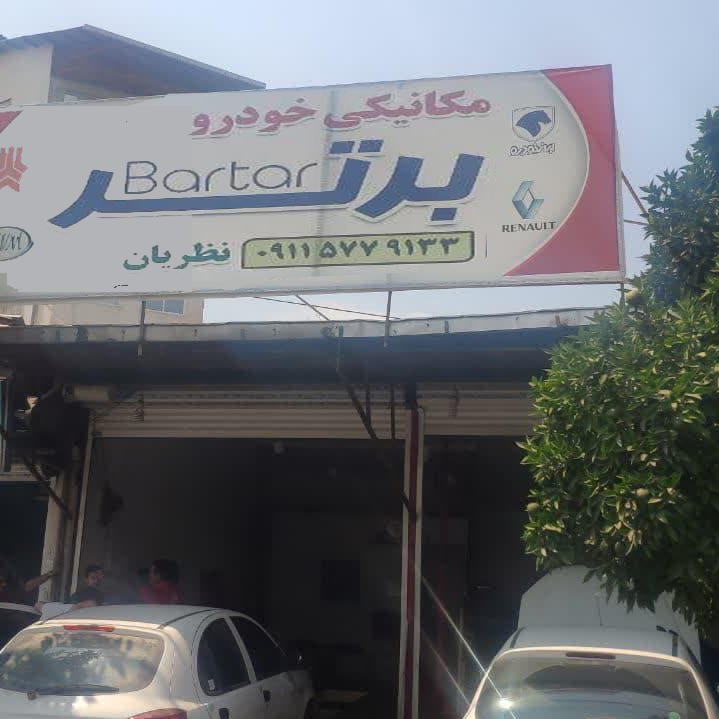 مکانیکی خودرو
برتر
Bartar
ایران خودرو
RENAULT
نظریان ۰۹۱۱ ۵۷۷ ۹۱۳۳